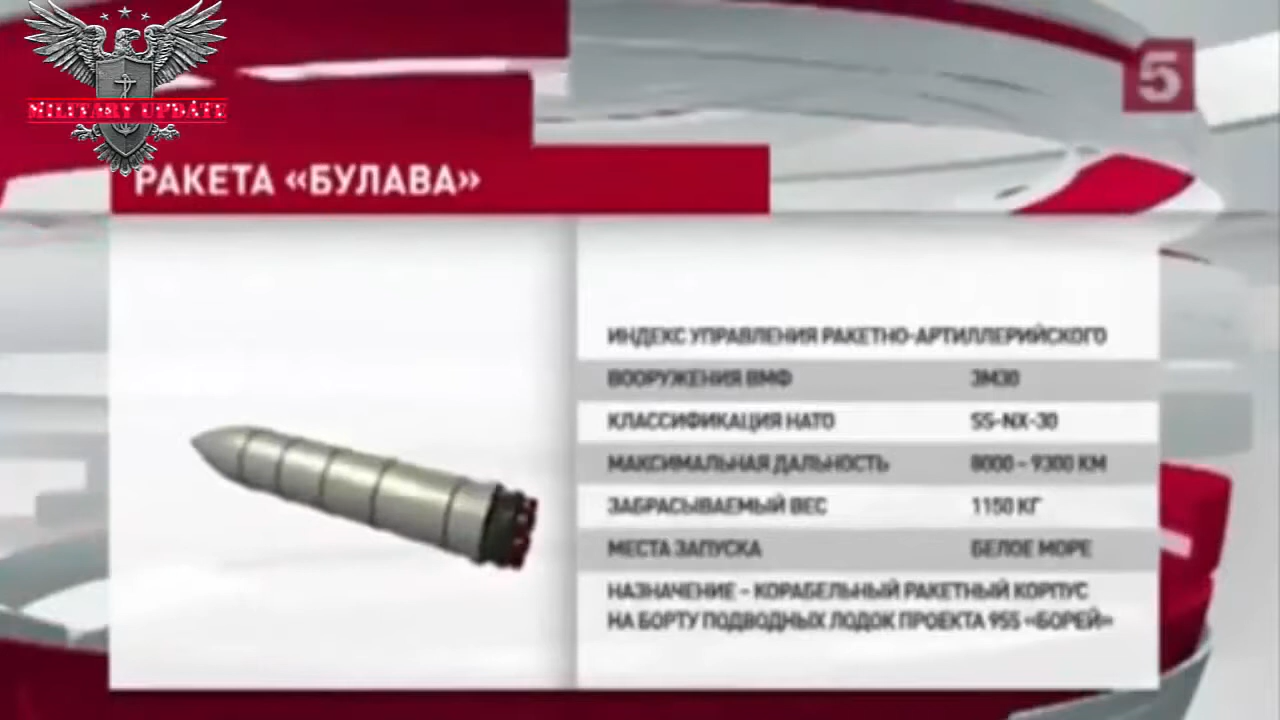 MILITARY UPDATE
5
РАКЕТА «БУЛАВА»
ИНДЕКС УПРАВЛЕНИЯ РАКЕТНО-АРТИЛЛЕРИЙСКОГО
ВООРУЖЕНИЯ ВМФ 3М30
КЛАССИФИКАЦИЯ НАТО SS-NX-30
МАКСИМАЛЬНАЯ ДАЛЬНОСТЬ 8000 – 9300 КМ
ЗАБРАСЫВАЕМЫЙ ВЕС 1150 КГ
МЕСТА ЗАПУСКА БЕЛОЕ МОРЕ
НАЗНАЧЕНИЕ – КОРАБЕЛЬНЫЙ РАКЕТНЫЙ КОРПУС
НА БОРТУ ПОДВОДНЫХ ЛОДОК ПРОЕКТА 955 «БОРЕЙ»